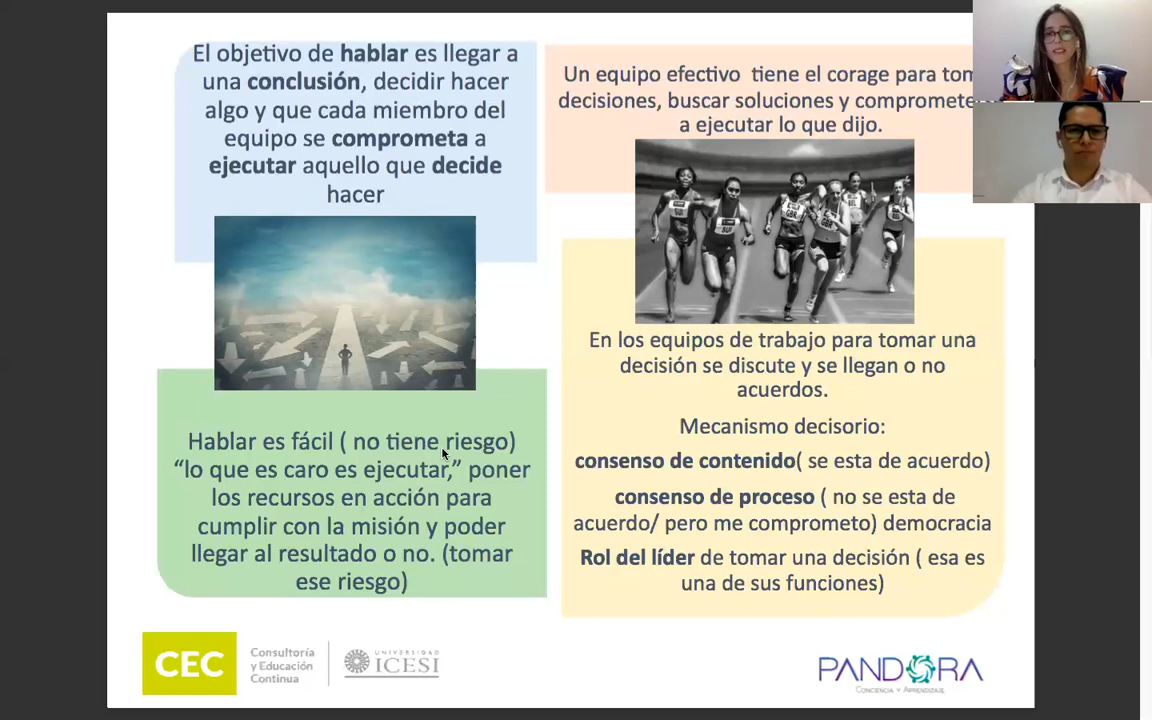 El objetivo de hablar es llegar a
una conclusión, decidir hacer
algo y que cada miembro del
equipo se comprometa a
ejecutar aquello que decide
hacer
Un equipo efectivo tiene el corage para tom
decisiones, buscar soluciones y compromete
a ejecutar lo que dijo.
En los equipos de trabajo para tomar una
decisión se discute y se llegan o no
acuerdos.
Mecanismo decisorio:
consenso de contenido( se esta de acuerdo)
consenso de proceso ( no se esta de
acuerdo/ pero me comprometo) democracia
Rol del líder de tomar una decisión ( esa es
una de sus funciones)
Hablar es fácil ( no tiene riesgo)
“lo que es caro es ejecutar,” poner
los recursos en acción para
cumplir con la misión y poder
llegar al resultado o no. (tomar
ese riesgo)
CEC
Consultoría
y Educación
Continua
UNIVERSIDAD
ICESI
PANDORA
CONCIENCIA Y APRENDIZAJE